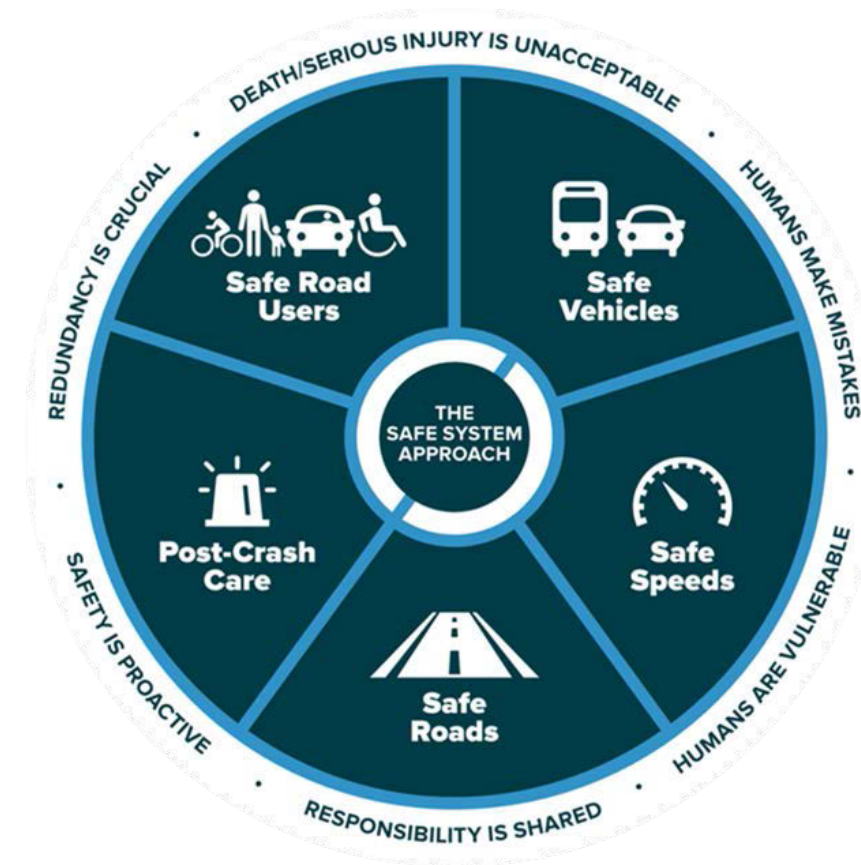 DEATH/SERIOUS INJURY IS UNACCEPTABLE
HUMANS MAKE MISTAKES
HUMANS ARE VULNERABLE
RESPONSIBILITY IS SHARED
SAFETY IS PROACTIVE
REDUNDANCY IS CRUCIAL
Safe Road
Users
Safe
Vehicles
Safe
Speeds
Safe
Roads
Post-Crash
Care
THE
SAFE SYSTEM
APPROACH